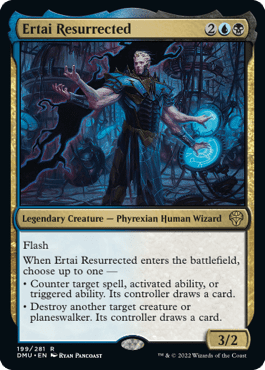 Ertai Resurrected 2
Legendary Creature — Phyrexian Human Wizard
Flash
When Ertai Resurrected enters the battlefield,
choose up to one —
• Counter target spell, activated ability, or
triggered ability. Its controller draws a card.
• Destroy another target creature or
planeswalker. Its controller draws a card.
3/2
199/281 R
DMU • EN RYAN PANCOAST ™ & © 2022 Wizards of the Coast